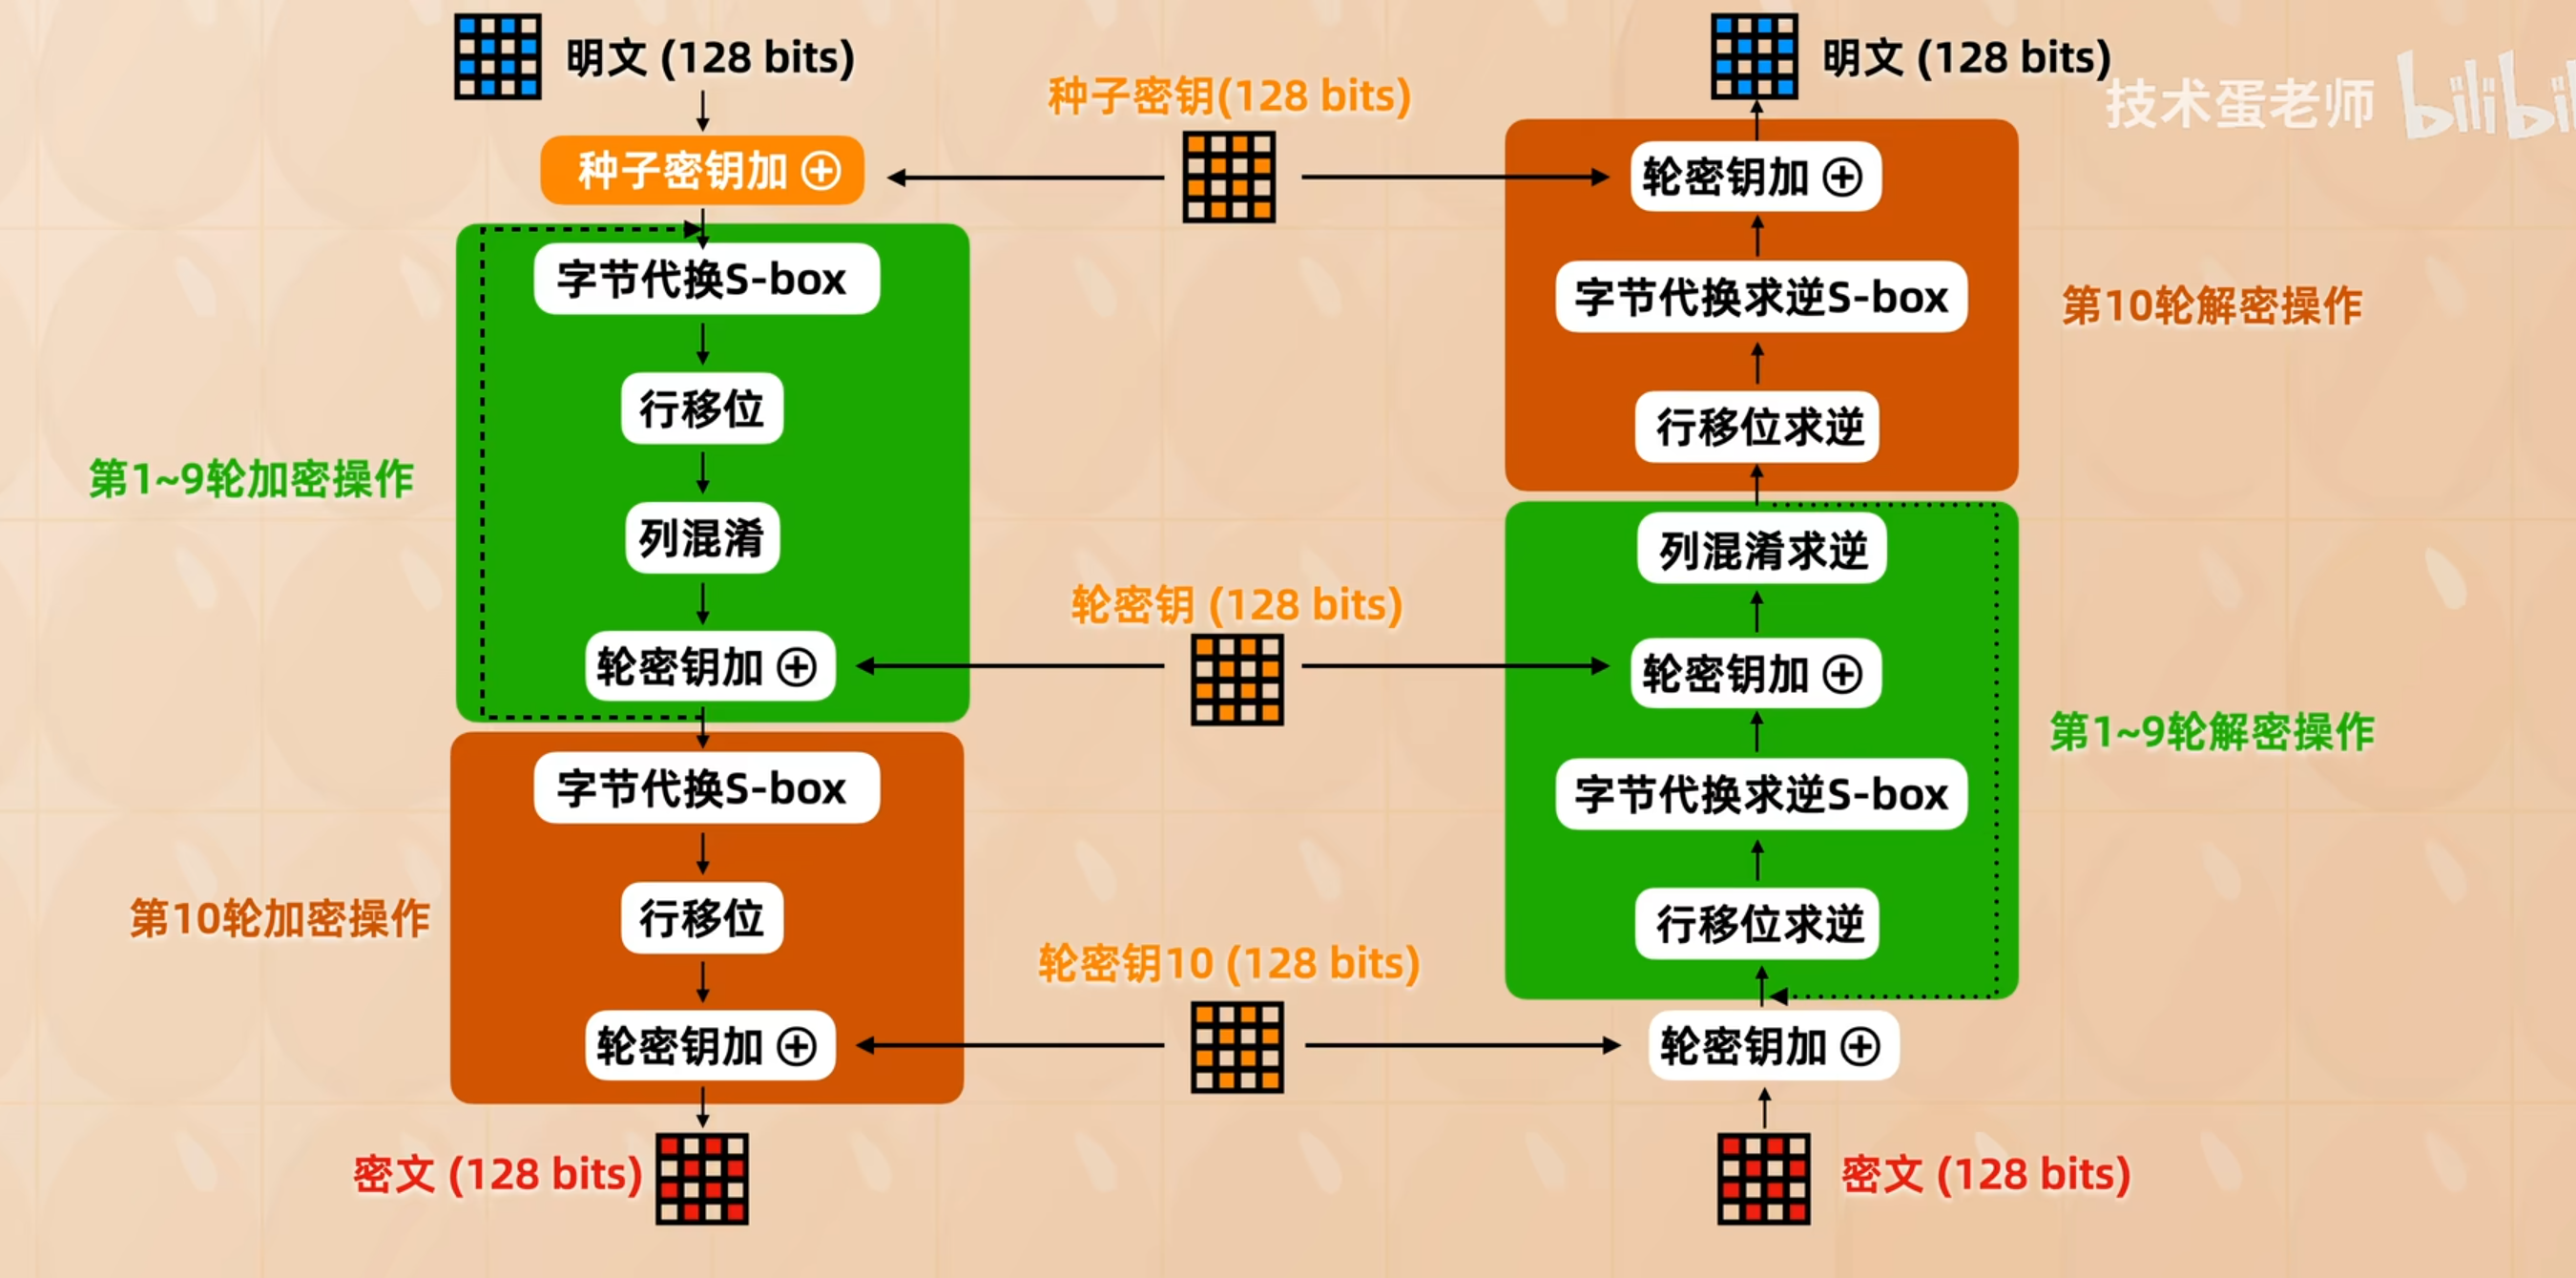 明文 (128 bits)
种子密钥加 ⊕
第1~9轮加密操作
字节代换S-box
行移位
列混淆
轮密钥加 ⊕
第10轮加密操作
字节代换S-box
行移位
轮密钥加 ⊕
密文 (128 bits)
种子密钥(128 bits)
轮密钥 (128 bits)
轮密钥10 (128 bits)
明文 (128 bits)
技术蛋老师
轮密钥加 ⊕
字节代换求逆S-box
第10轮解密操作
行移位求逆
列混淆求逆
轮密钥加 ⊕
第1~9轮解密操作
字节代换求逆S-box
行移位求逆
轮密钥加 ⊕
密文 (128 bits)